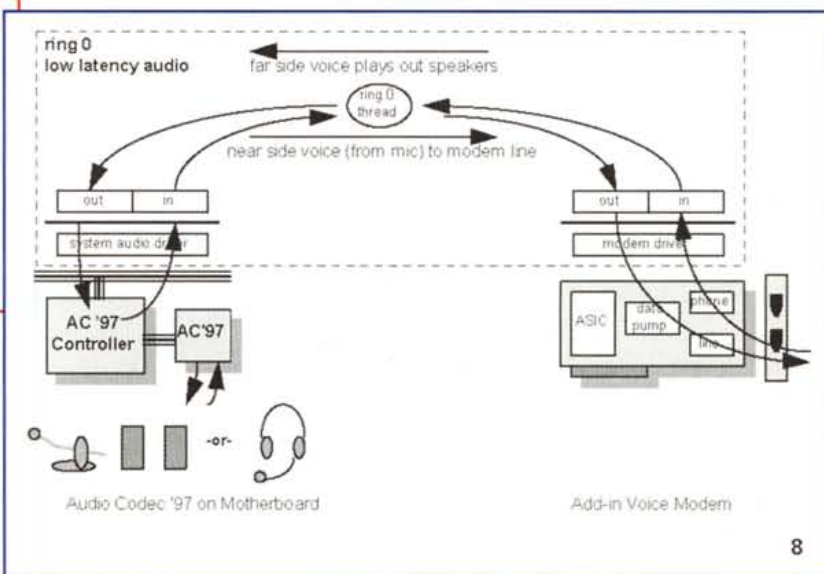 ring 0
low latency audio
far side voice plays out speakers
ring 0
thread
near side voice (from mic) to modem line
out in
out in
system audio driver
modem driver
AC '97
Controller
AC'97
ASIC
data
pump
phone
line
-or-
Audio Codec '97 on Motherboard
Add-in Voice Modem
8